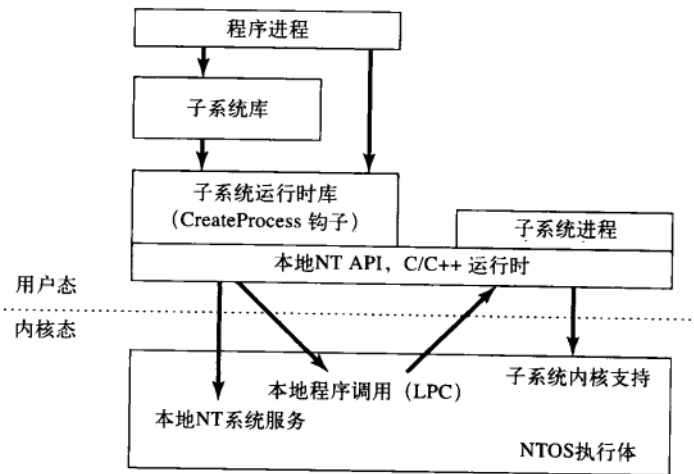 程序进程
子系统库
子系统运行时库
（CreateProcess 钩子）
子系统进程
本地NT API，C/C++ 运行时
用户态
内核态
子系统内核支持
本地程序调用（LPC）
本地NT系统服务
NTOS执行体